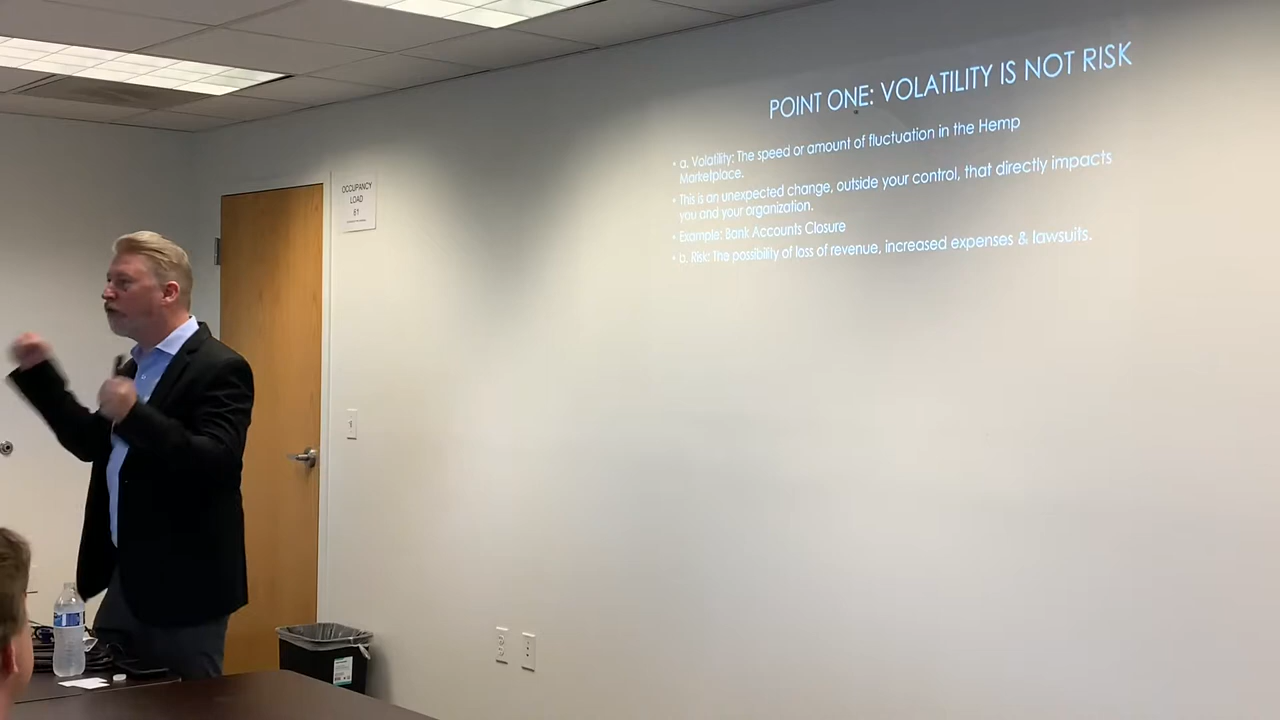 POINT ONE: VOLATILITY IS NOT RISK
• a. Volatility: The speed or amount of fluctuation in the Hemp
Marketplace.
• This is an unexpected change, outside your control, that directly impacts
you and your organization.
• Example: Bank Accounts Closure
• b. Risk: The possibility of loss of revenue, increased expenses & lawsuits.
OCCUPANCY
LOAD
61